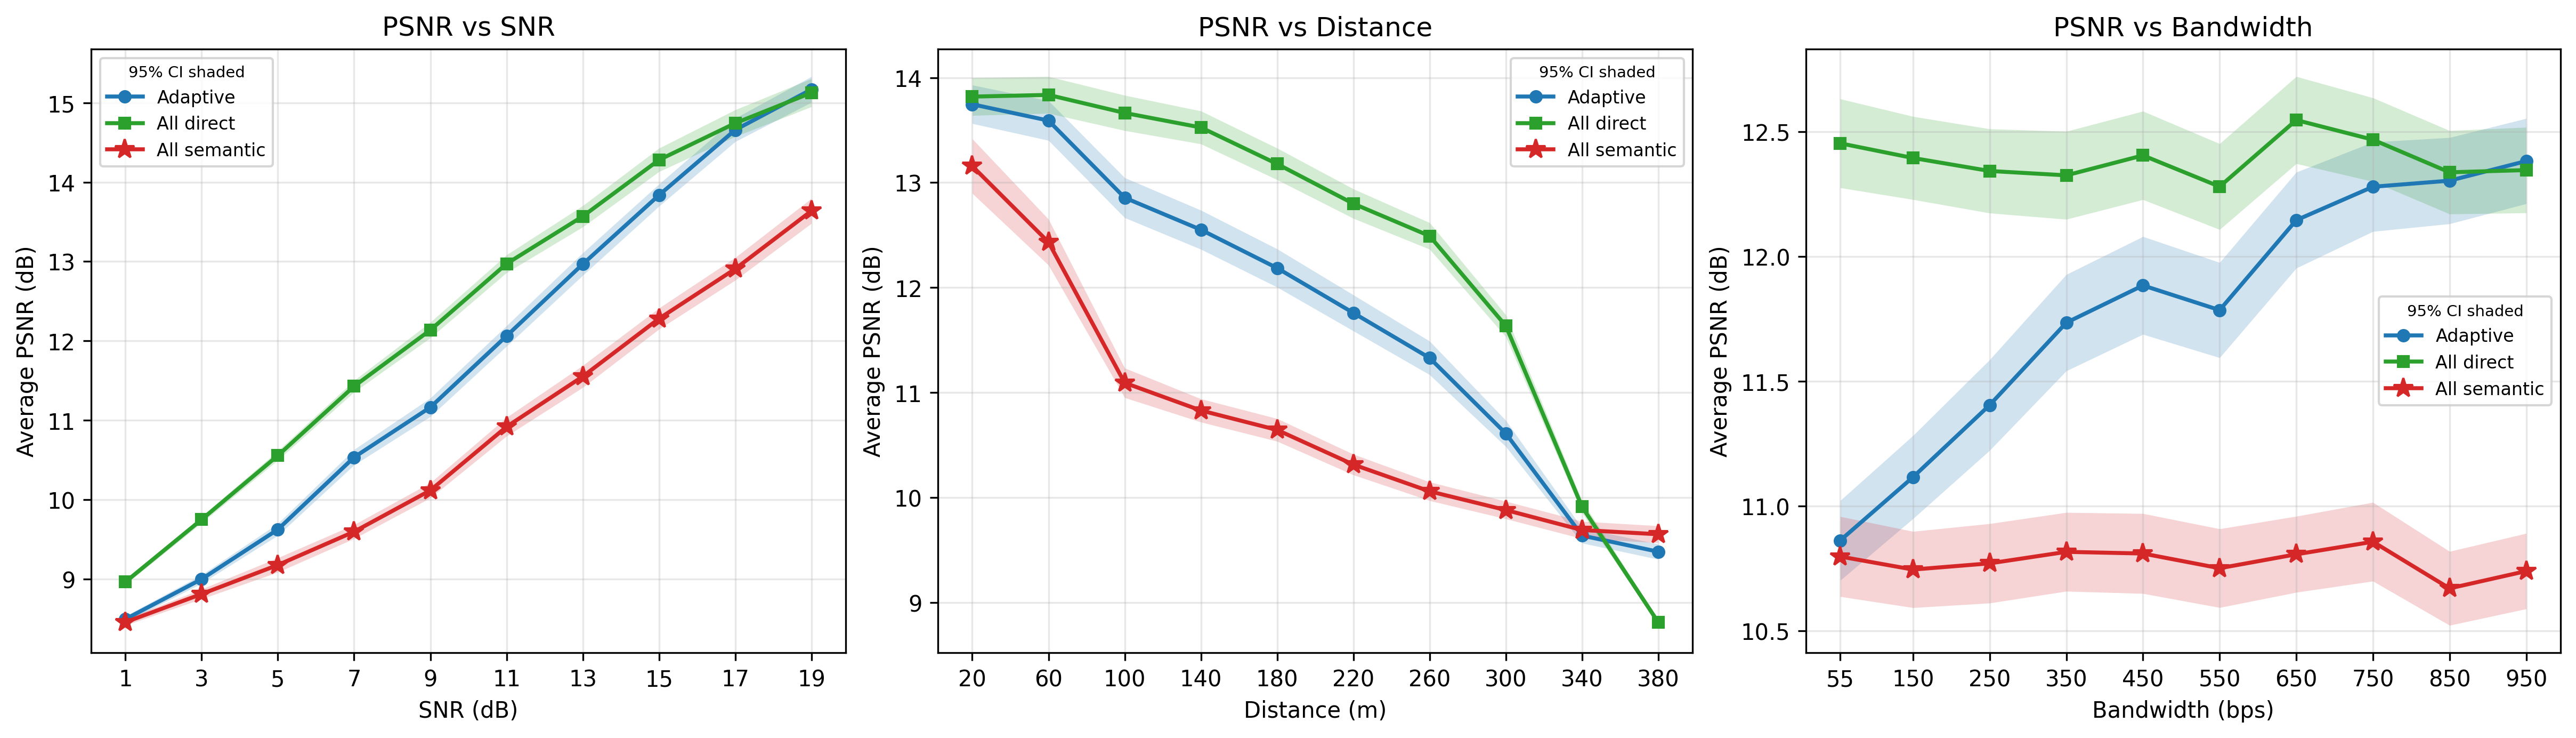 PSNR vs SNR
95% CI shaded
Adaptive
All direct
All semantic
Average PSNR (dB)
15
14
13
12
11
10
9
1 3 5 7 9 11 13 15 17 19
SNR (dB)
PSNR vs Distance
95% CI shaded
Adaptive
All direct
All semantic
Average PSNR (dB)
14
13
12
11
10
9
20 60 100 140 180 220 260 300 340 380
Distance (m)
PSNR vs Bandwidth
95% CI shaded
Adaptive
All direct
All semantic
Average PSNR (dB)
12.5
12.0
11.5
11.0
10.5
55 150 250 350 450 550 650 750 850 950
Bandwidth (bps)